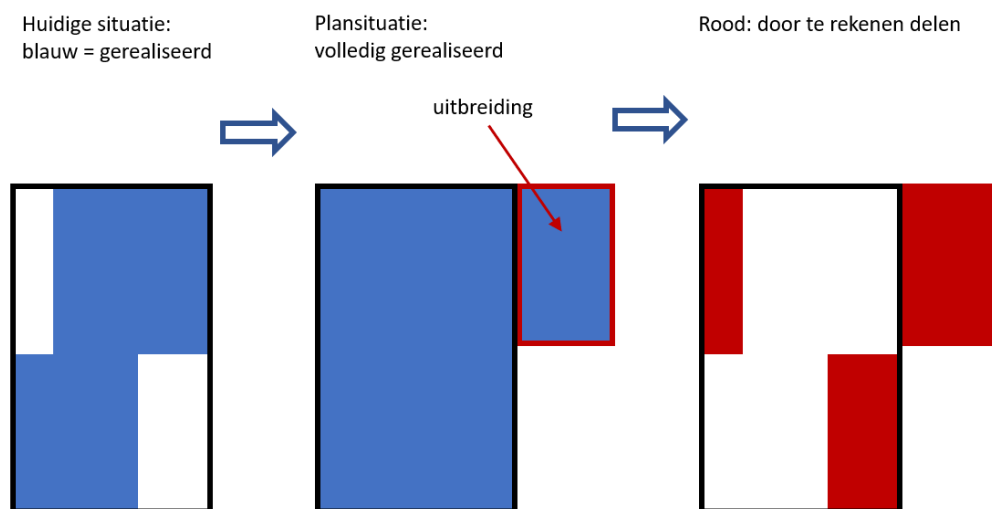 Huidige situatie:
blauw = gerealiseerd
Plansituatie:
volledig gerealiseerd
uitbreiding
Rood: door te rekenen delen